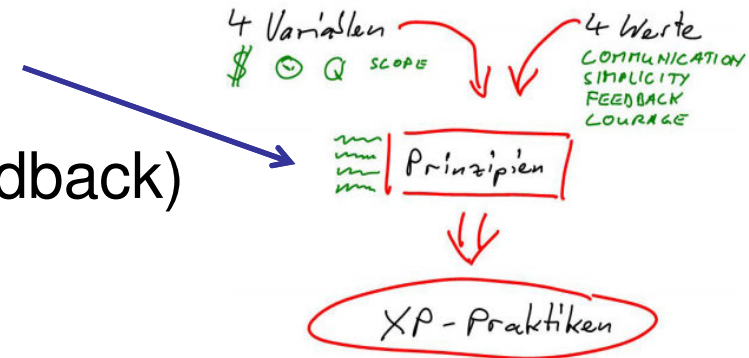 4 Variablen
$ Q SCOPE
4 Werte
COMMUNICATION
SIMPLICITY
FEEDBACK
COURAGE
dback)
Prinzipien
XP-Praktiken